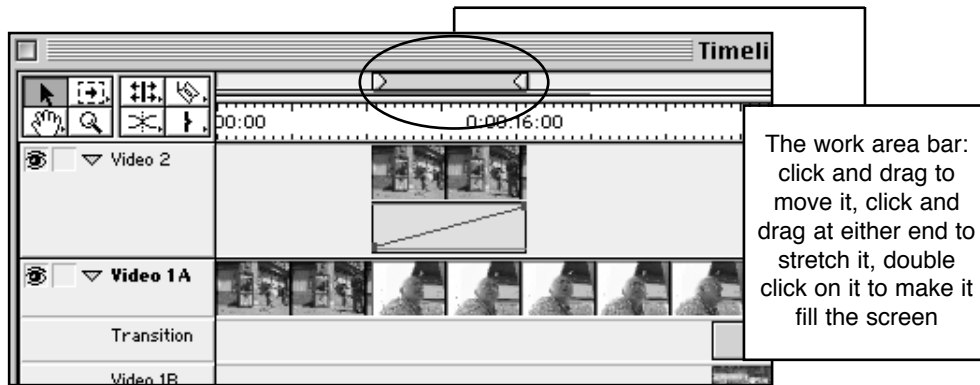 Timeli
00:00
0:00:16:00
Video 2
Video 1A
Transition
Video 1B
The work area bar:
click and drag to
move it, click and
drag at either end to
stretch it, double
click on it to make it
fill the screen